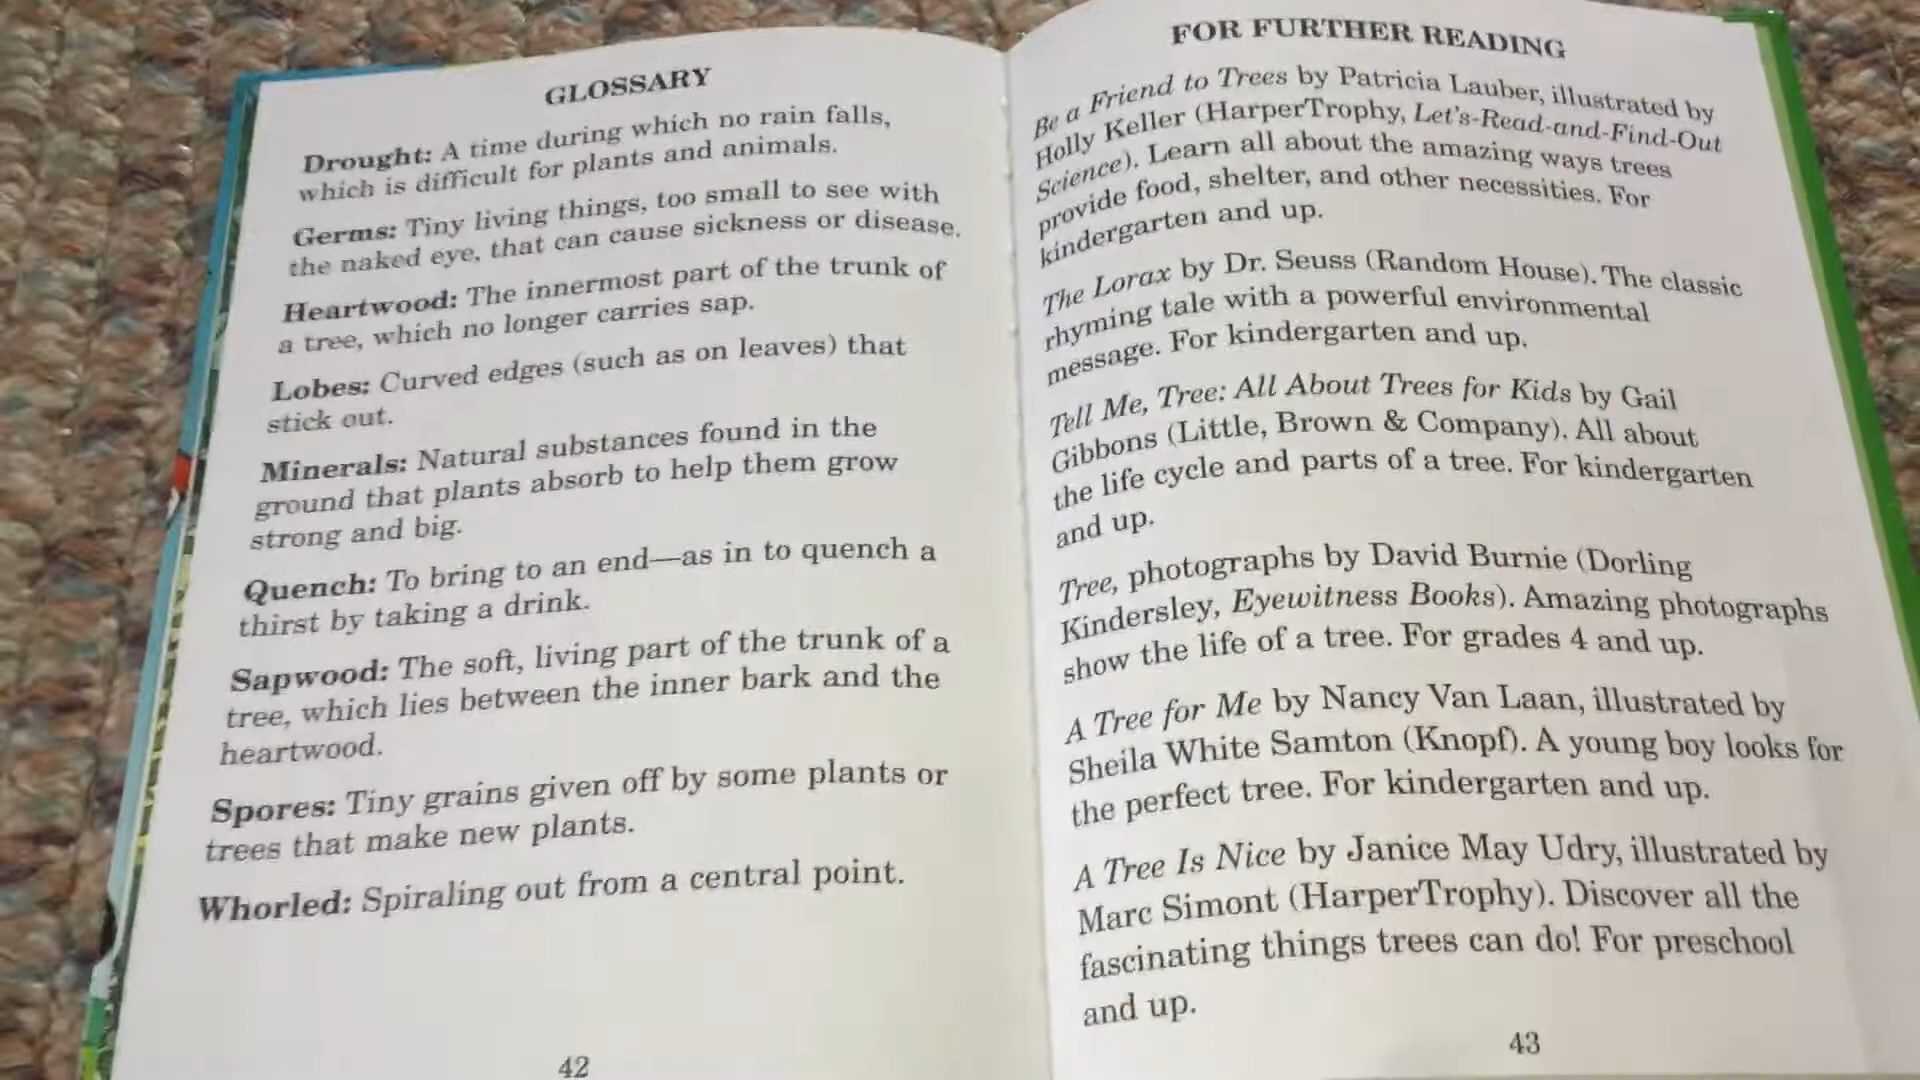 GLOSSARY
Drought: A time during which no rain falls,
which is difficult for plants and animals.
Germs: Tiny living things, too small to see with
the naked eye, that can cause sickness or disease.
Heartwood: The innermost part of the trunk of
a tree, which no longer carries sap.
Lobes: Curved edges (such as on leaves) that
stick out.
Minerals: Natural substances found in the
ground that plants absorb to help them grow
strong and big.
Quench: To bring to an end—as in to quench a
thirst by taking a drink.
Sapwood: The soft, living part of the trunk of a
tree, which lies between the inner bark and the
heartwood.
Spores: Tiny grains given off by some plants or
trees that make new plants.
Whorled: Spiraling out from a central point.
42
FOR FURTHER READING
Be a Friend to Trees by Patricia Lauber, illustrated by
Holly Keller (HarperTrophy, Let's-Read-and-Find-Out
Science). Learn all about the amazing ways trees
provide food, shelter, and other necessities. For
kindergarten and up.
The Lorax by Dr. Seuss (Random House). The classic
rhyming tale with a powerful environmental
message. For kindergarten and up.
Tell Me, Tree: All About Trees for Kids by Gail
Gibbons (Little, Brown & Company). All about
the life cycle and parts of a tree. For kindergarten
and up.
Tree, photographs by David Burnie (Dorling
Kindersley, Eyewitness Books). Amazing photographs
show the life of a tree. For grades 4 and up.
A Tree for Me by Nancy Van Laan, illustrated by
Sheila White Samton (Knopf). A young boy looks for
the perfect tree. For kindergarten and up.
A Tree Is Nice by Janice May Udry, illustrated by
Marc Simont (HarperTrophy). Discover all the
fascinating things trees can do! For preschool
and up.
43